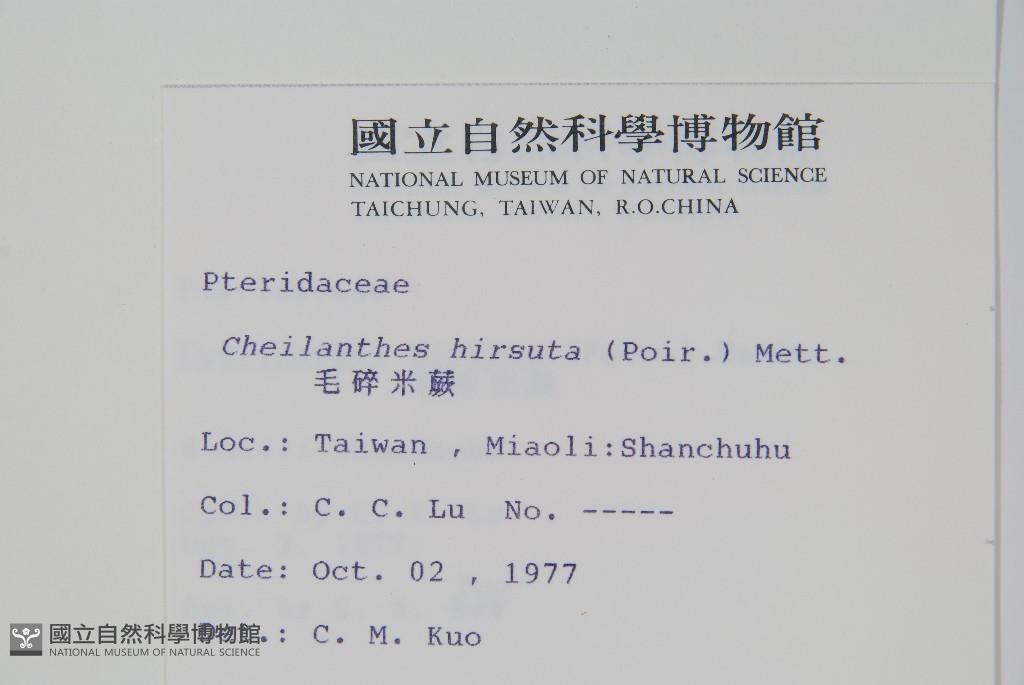 國立自然科學博物館
NATIONAL MUSEUM OF NATURAL SCIENCE
TAICHUNG, TAIWAN, R.O.CHINA
Pteridaceae
Cheilanthes hirsuta (Poir.) Mett.
毛碎米蕨
Loc.: Taiwan , Miaoli:Shanchuhu
Col.: C. C. Lu No. -----
Date: Oct. 02 , 1977
C. M. Kuo
國立自然科學博物館
NATIONAL MUSEUM OF NATURAL SCIENCE